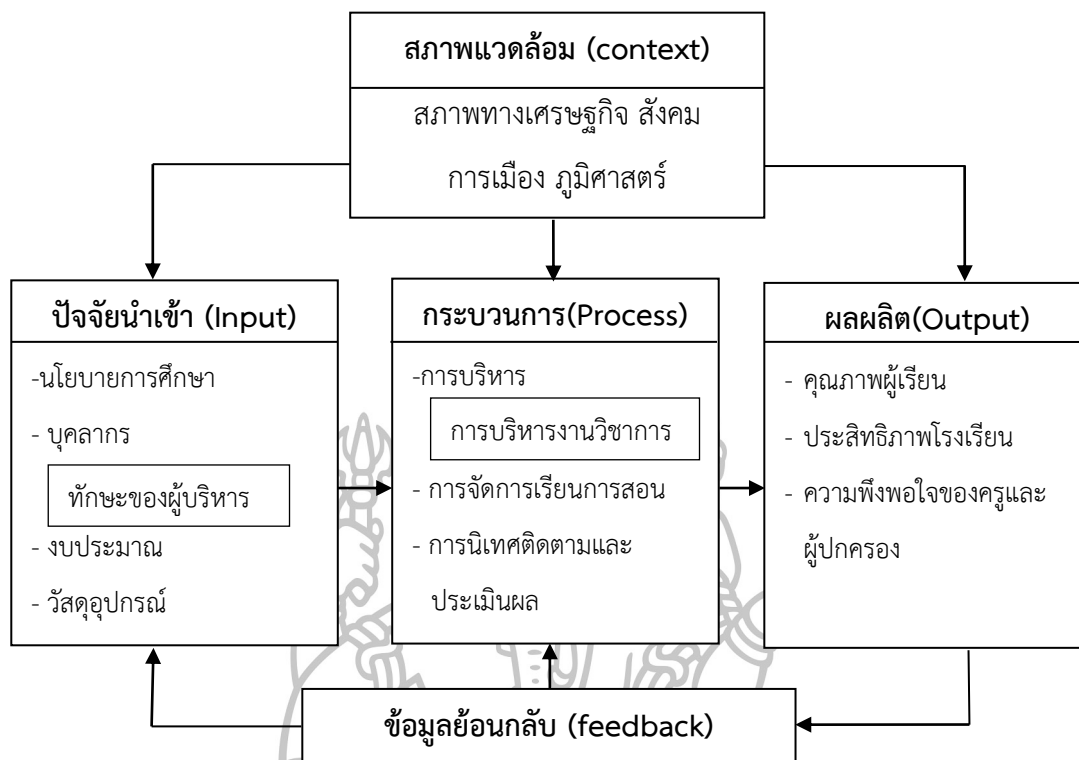 สภาพแวดล้อม (context)
สภาพทางเศรษฐกิจ สังคม
การเมือง ภูมิศาสตร์
ปัจจัยนำเข้า (Input)
-นโยบายการศึกษา
- บุคลากร
ทักษะของผู้บริหาร
- งบประมาณ
- วัสดุอุปกรณ์
กระบวนการ(Process)
-การบริหาร
การบริหารงานวิชาการ
- การจัดการเรียนการสอน
- การนิเทศติดตามและ
ประเมินผล
ผลผลิต(Output)
- คุณภาพผู้เรียน
- ประสิทธิภาพโรงเรียน
- ความพึงพอใจของครูและ
ผู้ปกครอง
ข้อมูลย้อนกลับ (feedback)